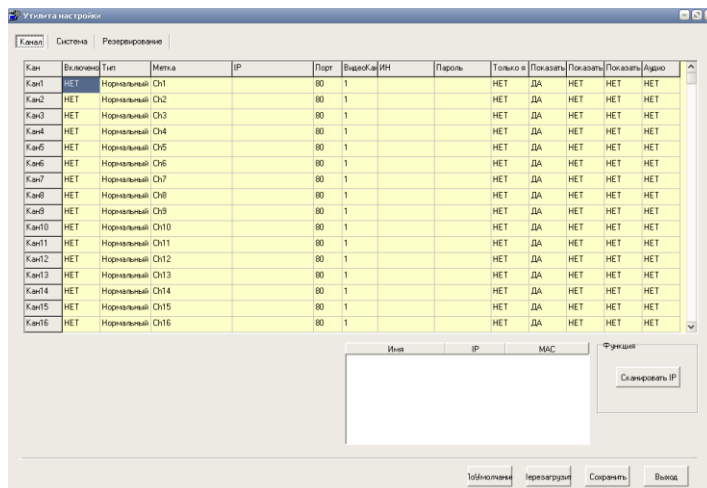 Утилита настройки
Канал Система Резервирование
Кан Включено Тип Метка IP Порт ВидеоКан ИН Пароль Только я Показать Показать Показать Аудио
Кан1 НЕТ Нормальный Ch1 80 1 НЕТ ДА НЕТ НЕТ НЕТ
Кан2 НЕТ Нормальный Ch2 80 1 НЕТ ДА НЕТ НЕТ НЕТ
Кан3 НЕТ Нормальный Ch3 80 1 НЕТ ДА НЕТ НЕТ НЕТ
Кан4 НЕТ Нормальный Ch4 80 1 НЕТ ДА НЕТ НЕТ НЕТ
Кан5 НЕТ Нормальный Ch5 80 1 НЕТ ДА НЕТ НЕТ НЕТ
Кан6 НЕТ Нормальный Ch6 80 1 НЕТ ДА НЕТ НЕТ НЕТ
Кан7 НЕТ Нормальный Ch7 80 1 НЕТ ДА НЕТ НЕТ НЕТ
Кан8 НЕТ Нормальный Ch8 80 1 НЕТ ДА НЕТ НЕТ НЕТ
Кан9 НЕТ Нормальный Ch9 80 1 НЕТ ДА НЕТ НЕТ НЕТ
Кан10 НЕТ Нормальный Ch10 80 1 НЕТ ДА НЕТ НЕТ НЕТ
Кан11 НЕТ Нормальный Ch11 80 1 НЕТ ДА НЕТ НЕТ НЕТ
Кан12 НЕТ Нормальный Ch12 80 1 НЕТ ДА НЕТ НЕТ НЕТ
Кан13 НЕТ Нормальный Ch13 80 1 НЕТ ДА НЕТ НЕТ НЕТ
Кан14 НЕТ Нормальный Ch14 80 1 НЕТ ДА НЕТ НЕТ НЕТ
Кан15 НЕТ Нормальный Ch15 80 1 НЕТ ДА НЕТ НЕТ НЕТ
Кан16 НЕТ Нормальный Ch16 80 1 НЕТ ДА НЕТ НЕТ НЕТ
Имя IP MAC
Функция
Сканировать IP
ПоУмолчани Перезагрузит Сохранить Выход